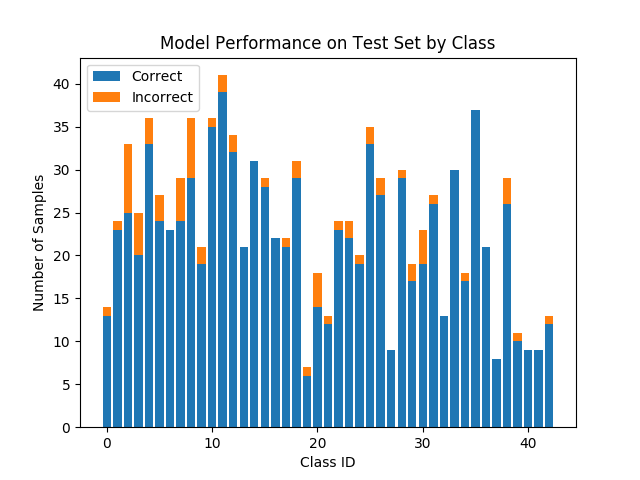 Model Performance on Test Set by Class
Correct
Incorrect
40
35
30
25
20
15
10
5
0
Number of Samples
0 10 20 30 40
Class ID